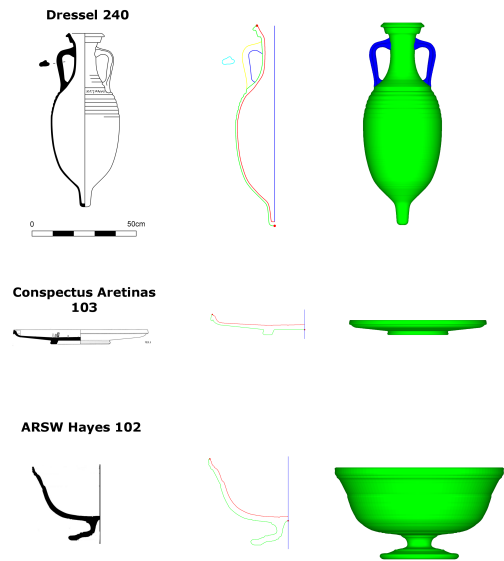 Dressel 240
0 50cm
Conspectus Aretinas
103
ARSW Hayes 102